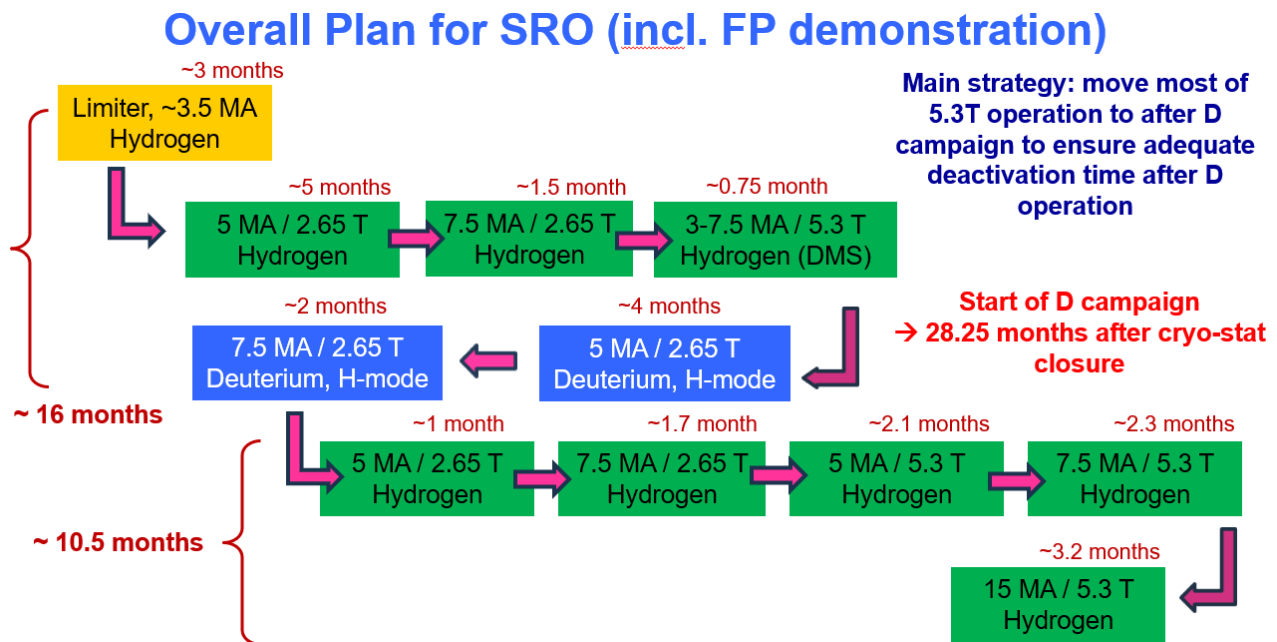 Overall Plan for SRO (incl. FP demonstration)
~3 months
Limiter, ~3.5 MA
Hydrogen
Main strategy: move most of
5.3T operation to after D
campaign to ensure adequate
deactivation time after D
operation
~5 months
5 MA / 2.65 T
Hydrogen
~1.5 month
7.5 MA / 2.65 T
Hydrogen
~0.75 month
3-7.5 MA / 5.3 T
Hydrogen (DMS)
Start of D campaign
→ 28.25 months after cryo-stat
closure
~4 months
5 MA / 2.65 T
Deuterium, H-mode
~2 months
7.5 MA / 2.65 T
Deuterium, H-mode
~ 16 months
~1 month
5 MA / 2.65 T
Hydrogen
~1.7 month
7.5 MA / 2.65 T
Hydrogen
~2.1 months
5 MA / 5.3 T
Hydrogen
~2.3 months
7.5 MA / 5.3 T
Hydrogen
~ 10.5 months
~3.2 months
15 MA / 5.3 T
Hydrogen